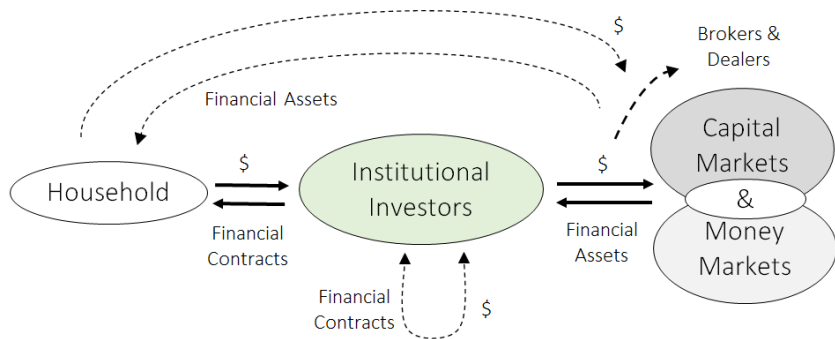 $
Brokers &
Dealers
Financial Assets
Capital
Markets
&
Money
Markets
Household
$
Financial
Contracts
Institutional
Investors
$
Financial
Assets
Financial
Contracts
$